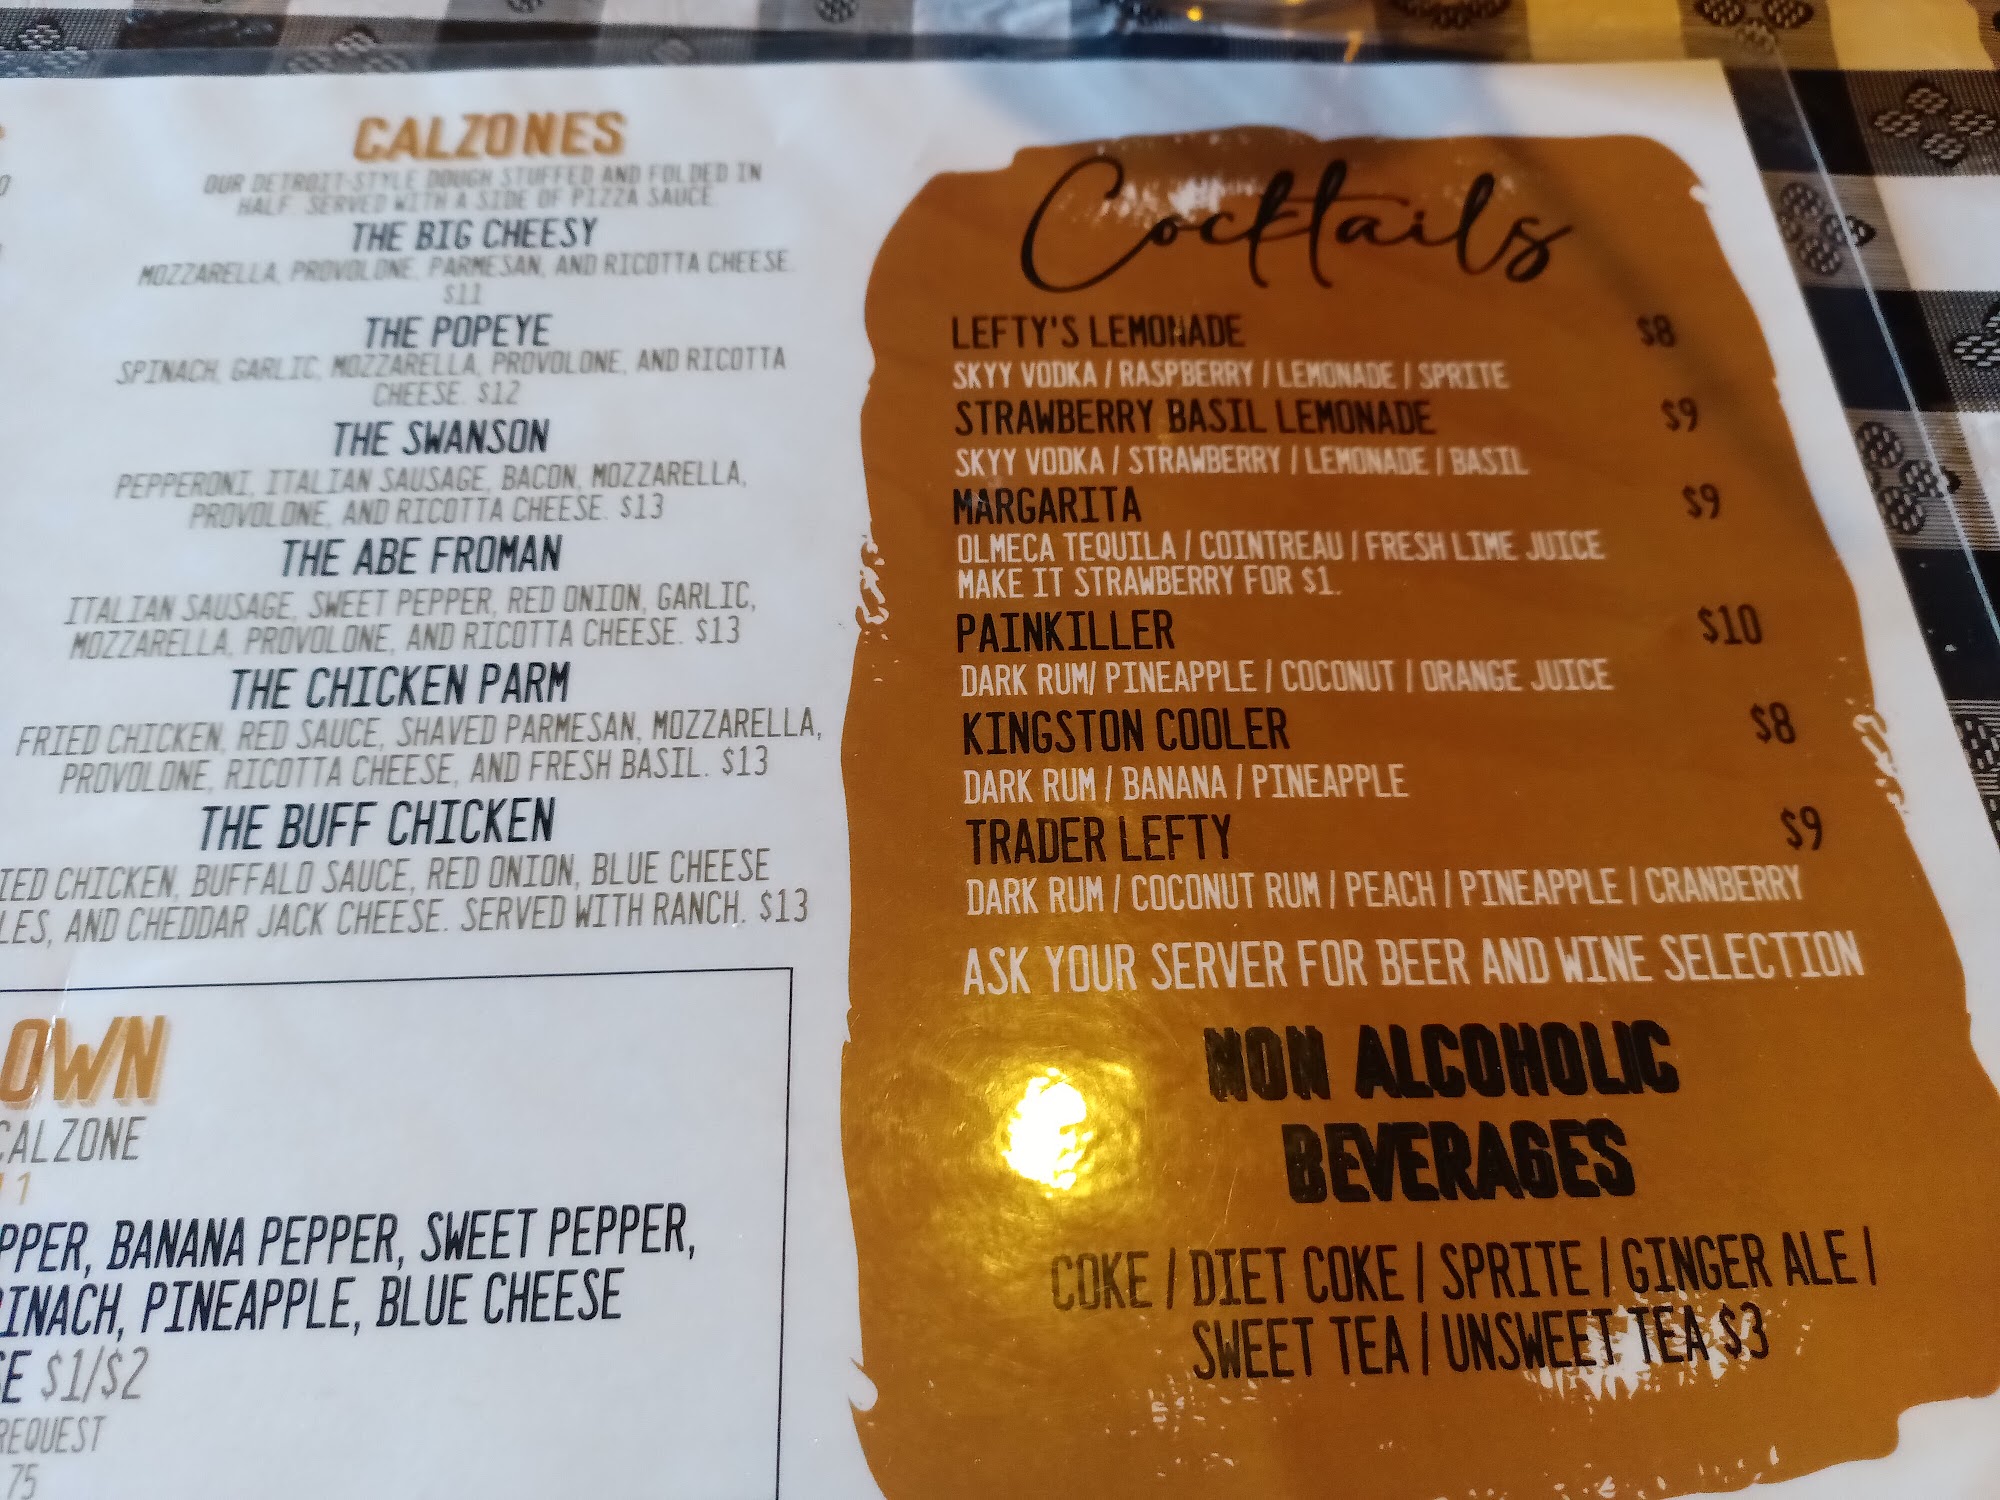 CALZONES
OUR DETROIT-STYLE DOUGH STUFFED AND FOLDED IN
HALF. SERVED WITH A SIDE OF PIZZA SAUCE.
THE BIG CHEESY
MOZZARELLA, PROVOLONE, PARMESAN, AND RICOTTA CHEESE.
$11
THE POPEYE
SPINACH, GARLIC, MOZZARELLA, PROVOLONE, AND RICOTTA
CHEESE. $12
THE SWANSON
PEPPERONI, ITALIAN SAUSAGE, BACON, MOZZARELLA,
PROVOLONE, AND RICOTTA CHEESE. $13
THE ABE FROMAN
ITALIAN SAUSAGE, SWEET PEPPER, RED ONION, GARLIC,
MOZZARELLA, PROVOLONE, AND RICOTTA CHEESE. $13
THE CHICKEN PARM
FRIED CHICKEN, RED SAUCE, SHAVED PARMESAN, MOZZARELLA,
PROVOLONE, RICOTTA CHEESE, AND FRESH BASIL. $13
THE BUFF CHICKEN
IED CHICKEN, BUFFALO SAUCE, RED ONION, BLUE CHEESE
LES, AND CHEDDAR JACK CHEESE. SERVED WITH RANCH. $13
OWN
CALZONE
11
PPER, BANANA PEPPER, SWEET PEPPER,
INACH, PINEAPPLE, BLUE CHEESE
E $1/$2
REQUEST
75
Cocktails
LEFTY'S LEMONADE $8
SKYY VODKA / RASPBERRY / LEMONADE / SPRITE
STRAWBERRY BASIL LEMONADE $9
SKYY VODKA / STRAWBERRY / LEMONADE / BASIL
MARGARITA $9
OLMECA TEQUILA / COINTREAU / FRESH LIME JUICE
MAKE IT STRAWBERRY FOR $1.
PAINKILLER $10
DARK RUM/ PINEAPPLE / COCONUT / ORANGE JUICE
KINGSTON COOLER $8
DARK RUM / BANANA / PINEAPPLE
TRADER LEFTY $9
DARK RUM / COCONUT RUM / PEACH / PINEAPPLE / CRANBERRY
ASK YOUR SERVER FOR BEER AND WINE SELECTION
NON ALCOHOLIC
BEVERAGES
COKE / DIET COKE / SPRITE / GINGER ALE /
SWEET TEA / UNSWEET TEA $3